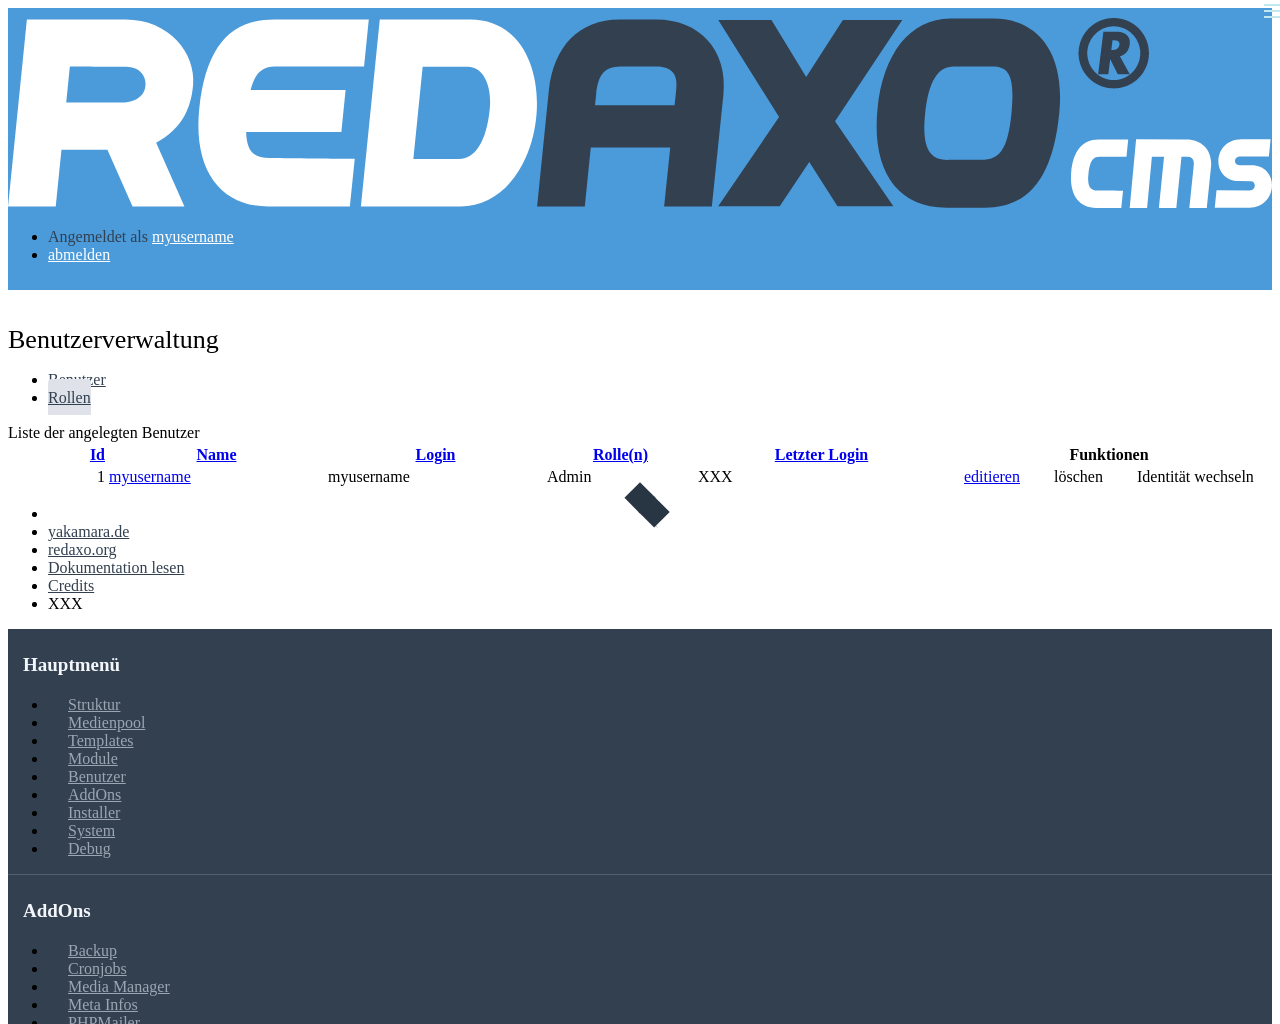 REDAXO®
cms
Angemeldet als myusername
abmelden
Benutzerverwaltung
Benutzer
Rollen
Liste der angelegten Benutzer
Id Name Login Rolle(n) Letzter Login Funktionen
1 myusername myusername Admin XXX editieren löschen Identität wechseln
yakamara.de
redaxo.org
Dokumentation lesen
Credits
XXX
Hauptmenü
Struktur
Medienpool
Templates
Module
Benutzer
AddOns
Installer
System
Debug
AddOns
Backup
Cronjobs
Media Manager
Meta Infos
PHPMailer